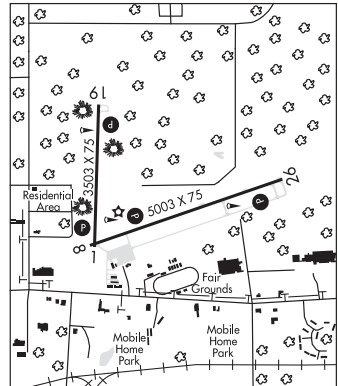 19
P
3503 X 75
Residential
Area
P
P
5003 X 75
P
26
8
1
Fair
Grounds
Mobile
Home
Park
Mobile
Home
Park